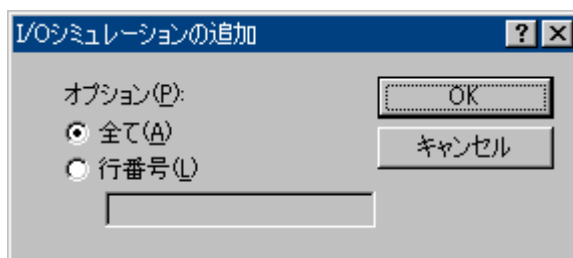 I/Oシミュレーションの追加
オプション(P):
全て(A)
行番号(L)
OK
キャンセル